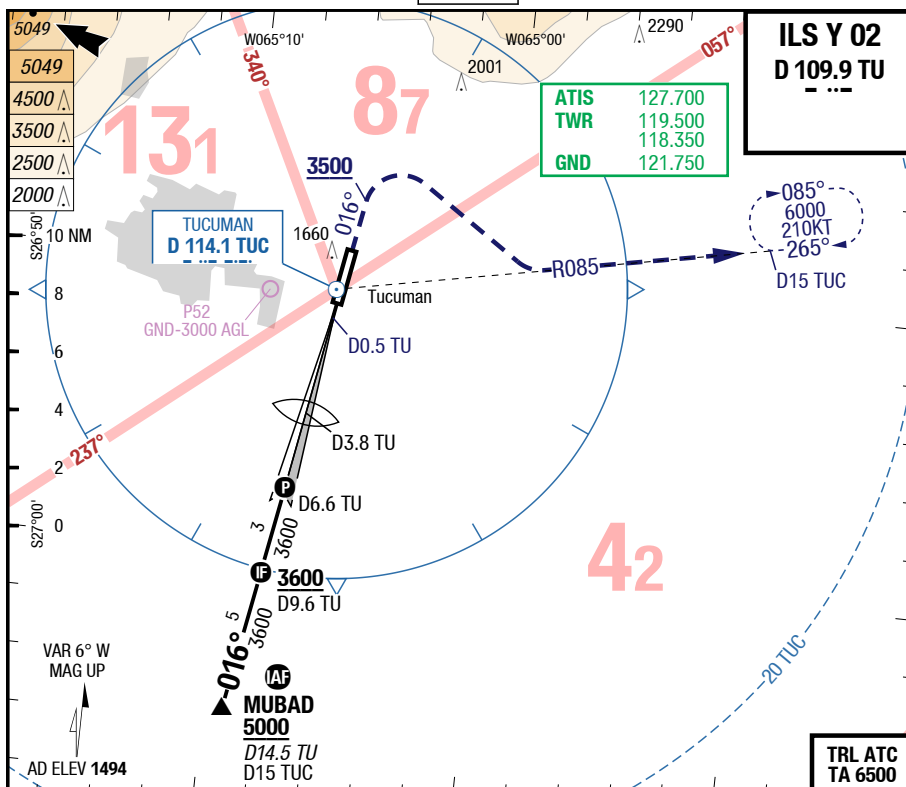 5049
5049
4500
3500
2500
2000
W065°10'
W065°00'
2290
2001
340°
057°
237°
131
87
42
ILS Y 02
D 109.9 TU
ATIS 127.700
TWR 119.500
118.350
GND 121.750
3500
016°
TUCUMAN
D 114.1 TUC
1660
Tucuman
P52
GND-3000 AGL
085°
6000
210KT
265°
D15 TUC
R085
D0.5 TU
D3.8 TU
D6.6 TU
P
3
3600
IF
3600
D9.6 TU
5
3600
016°
IAF
MUBAD
5000
D14.5 TU
D15 TUC
S26°50'
10 NM
8
6
4
2
0
S27°00'
VAR 6° W
MAG UP
AD ELEV 1494
20 TUC
TRL ATC
TA 6500